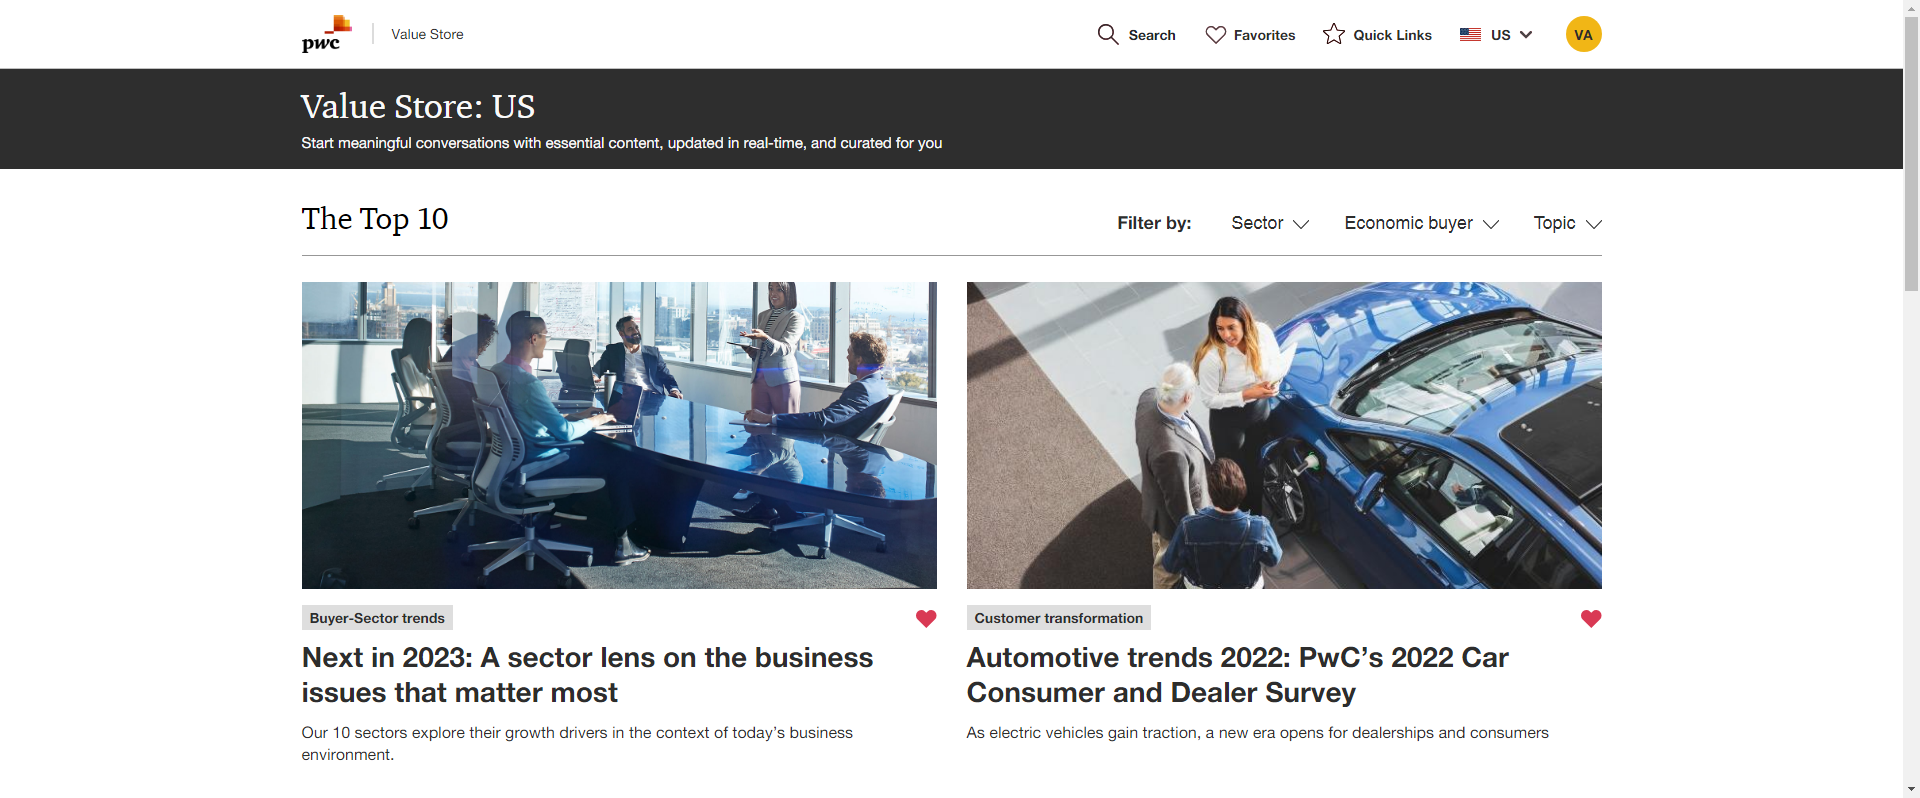 pwc
Value Store
Search
Favorites
Quick Links
US
VA
Value Store: US
Start meaningful conversations with essential content, updated in real-time, and curated for you
The Top 10
Filter by:
Sector
Economic buyer
Topic
Buyer-Sector trends
Next in 2023: A sector lens on the business
issues that matter most
Our 10 sectors explore their growth drivers in the context of today’s business
environment.
Customer transformation
Automotive trends 2022: PwC’s 2022 Car
Consumer and Dealer Survey
As electric vehicles gain traction, a new era opens for dealerships and consumers